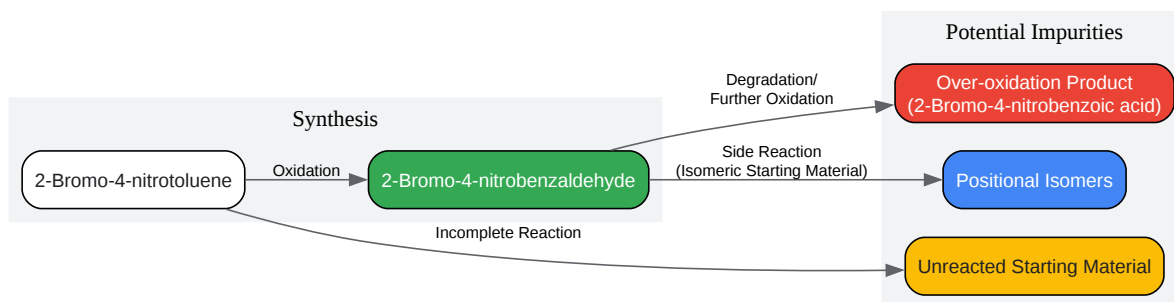 Potential Impurities
Synthesis
2-Bromo-4-nitrotoluene
Oxidation
2-Bromo-4-nitrobenzaldehyde
Degradation/
Further Oxidation
Over-oxidation Product
(2-Bromo-4-nitrobenzoic acid)
Side Reaction
(Isomeric Starting Material)
Positional Isomers
Incomplete Reaction
Unreacted Starting Material